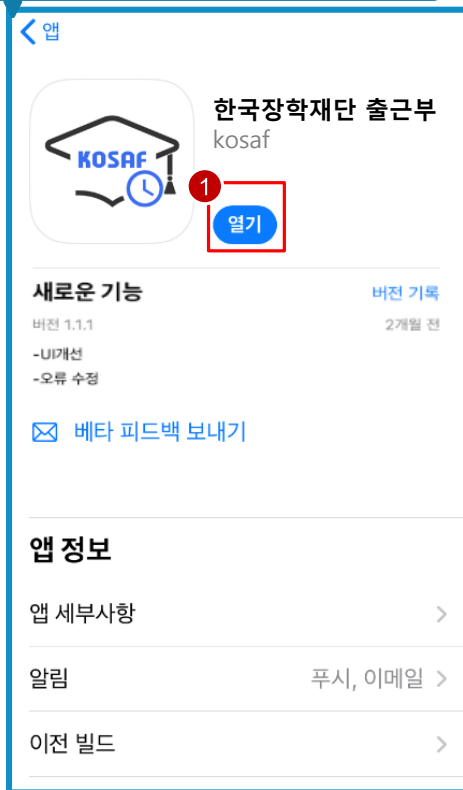 앱
한국장학재단 출근부
kosaf
KOSAF
1
열기
새로운 기능
버전 기록
버전 1.1.1
2개월 전
-UI개선
-오류 수정
베타 피드백 보내기
앱 정보
앱 세부사항
알림
푸시, 이메일
이전 빌드